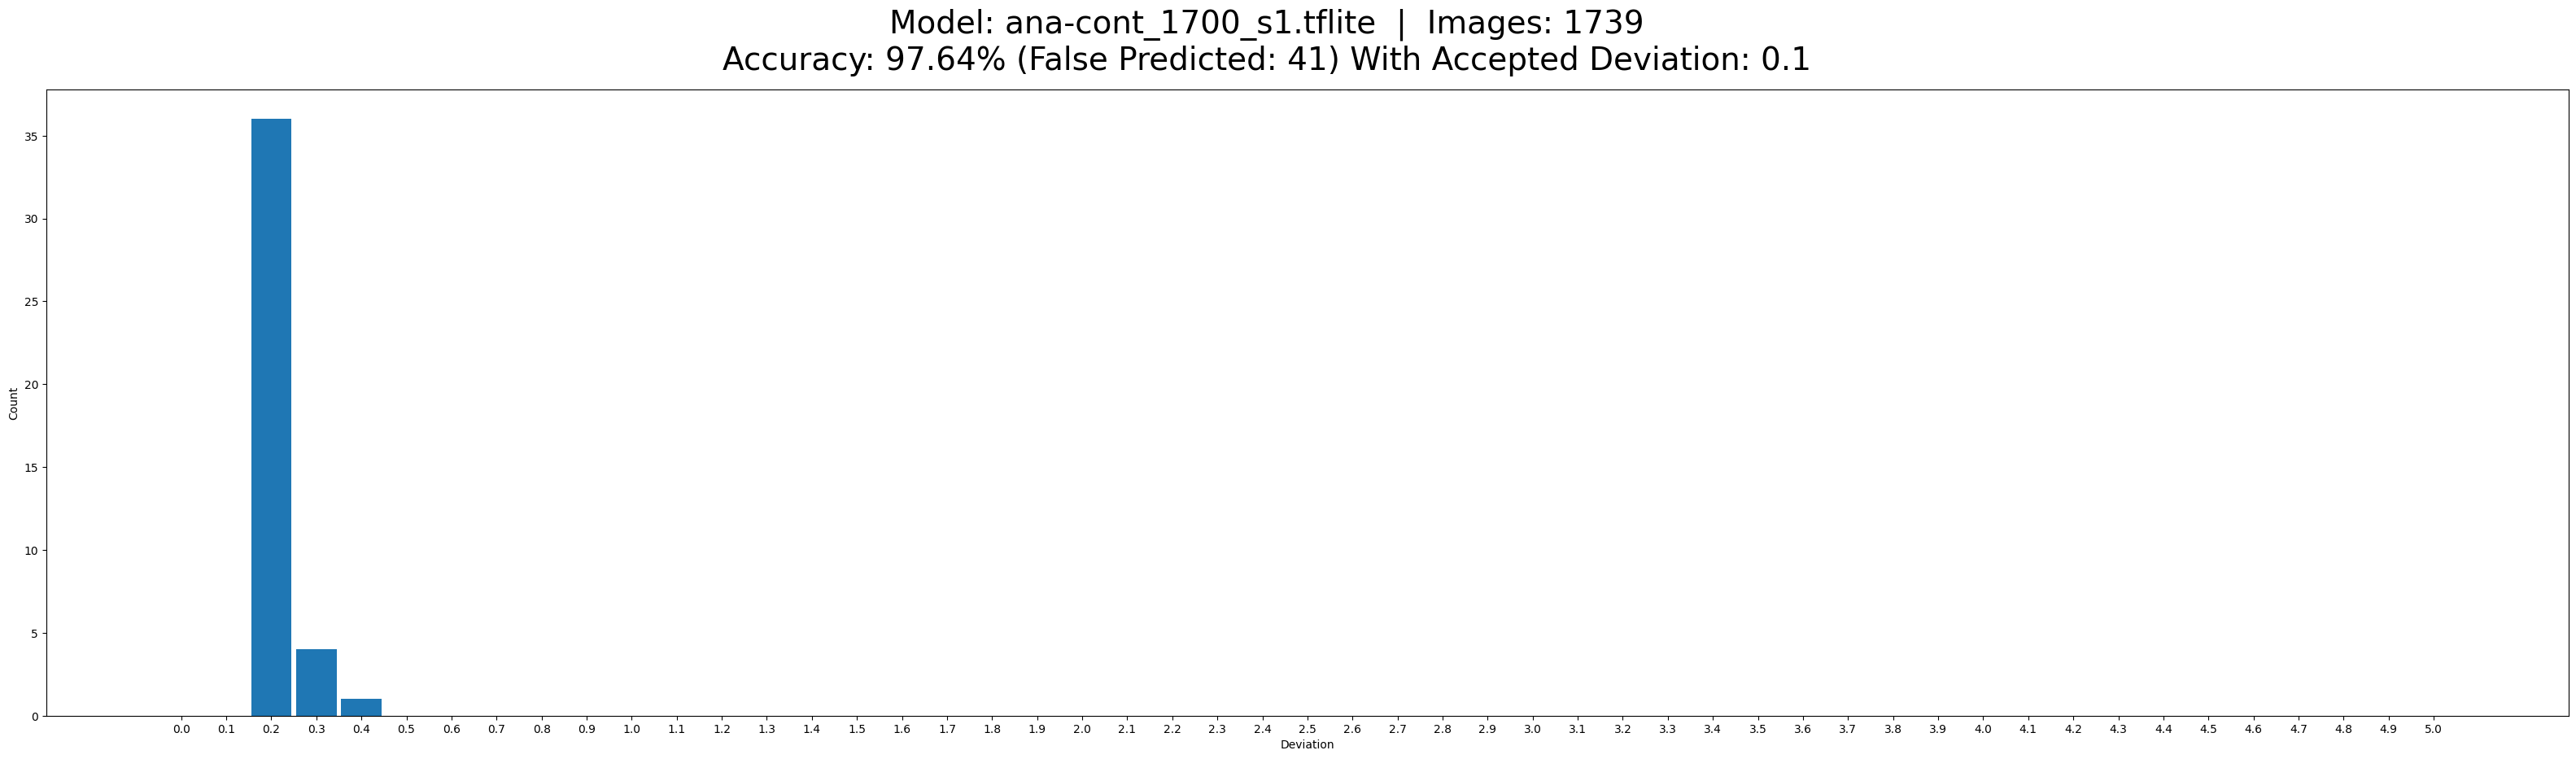 Model: ana-cont_1700_s1.tflite | Images: 1739
Accuracy: 97.64% (False Predicted: 41) With Accepted Deviation: 0.1
35
30
25
20
15
10
5
0
Count
0.0 0.1 0.2 0.3 0.4 0.5 0.6 0.7 0.8 0.9 1.0 1.1 1.2 1.3 1.4 1.5 1.6 1.7 1.8 1.9 2.0 2.1 2.2 2.3 2.4 2.5 2.6 2.7 2.8 2.9 3.0 3.1 3.2 3.3 3.4 3.5 3.6 3.7 3.8 3.9 4.0 4.1 4.2 4.3 4.4 4.5 4.6 4.7 4.8 4.9 5.0
Deviation